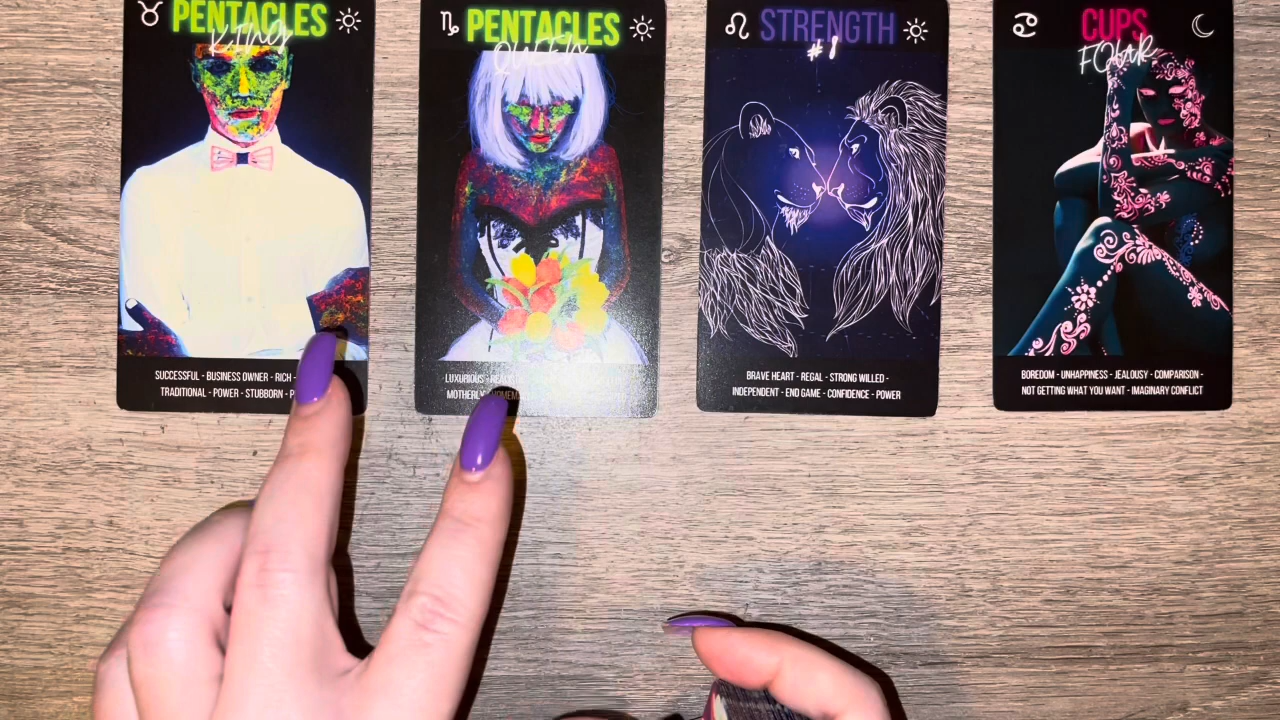 PENTACLES
KING
SUCCESSFUL - BUSINESS OWNER - RICH -
TRADITIONAL - POWER - STUBBORN -
PENTACLES
QUEEN
LUXURIOUS -
MOTHERLY
STRENGTH
#8
BRAVE HEART - REGAL - STRONG WILLED -
INDEPENDENT - END GAME - CONFIDENCE - POWER
CUPS
FOUR
BOREDOM - UNHAPPINESS - JEALOUSY - COMPARISON -
NOT GETTING WHAT YOU WANT - IMAGINARY CONFLICT